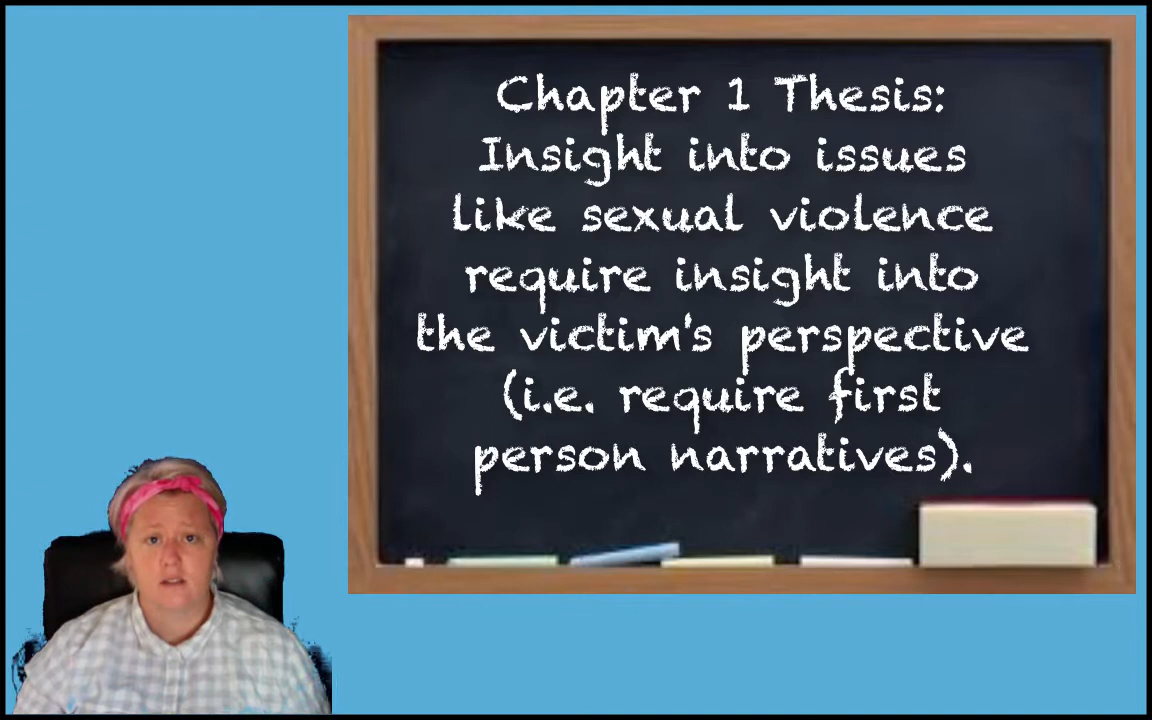 Chapter 1 Thesis:
Insight into issues
like sexual violence
require insight into
the victim's perspective
(i.e. require first
person narratives).